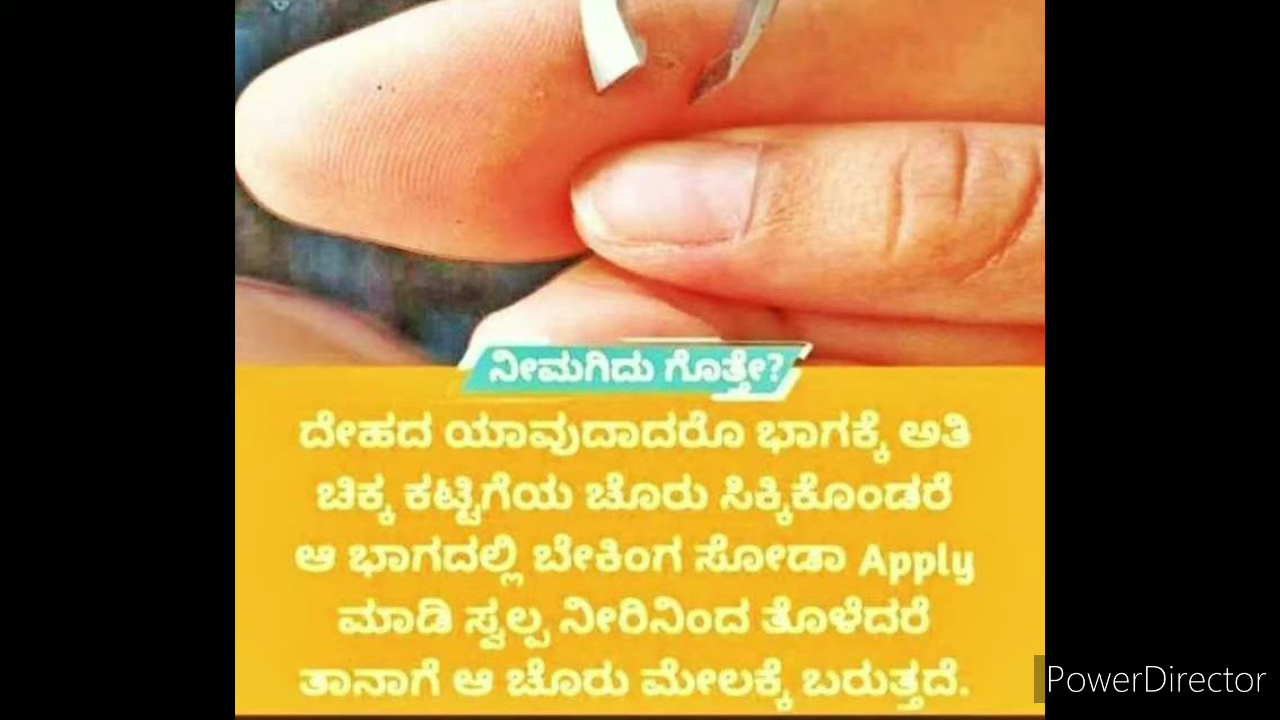 ನೀಮಗಿದು ಗೊತ್ತೇ?
ದೇಹದ ಯಾವುದಾದರೊ ಭಾಗಕ್ಕೆ ಅತಿ
ಚಿಕ್ಕ ಕಟ್ಟಿಗೆಯ ಚೊರು ಸಿಕ್ಕಿಕೊಂಡರೆ
ಆ ಭಾಗದಲ್ಲಿ ಬೇಕಿಂಗ ಸೋಡಾ Apply
ಮಾಡಿ ಸ್ವಲ್ಪ ನೀರಿನಿಂದ ತೊಳೆದರೆ
ತಾನಾಗೆ ಆ ಚೊರು ಮೇಲಕ್ಕೆ ಬರುತ್ತದೆ.
PowerDirector